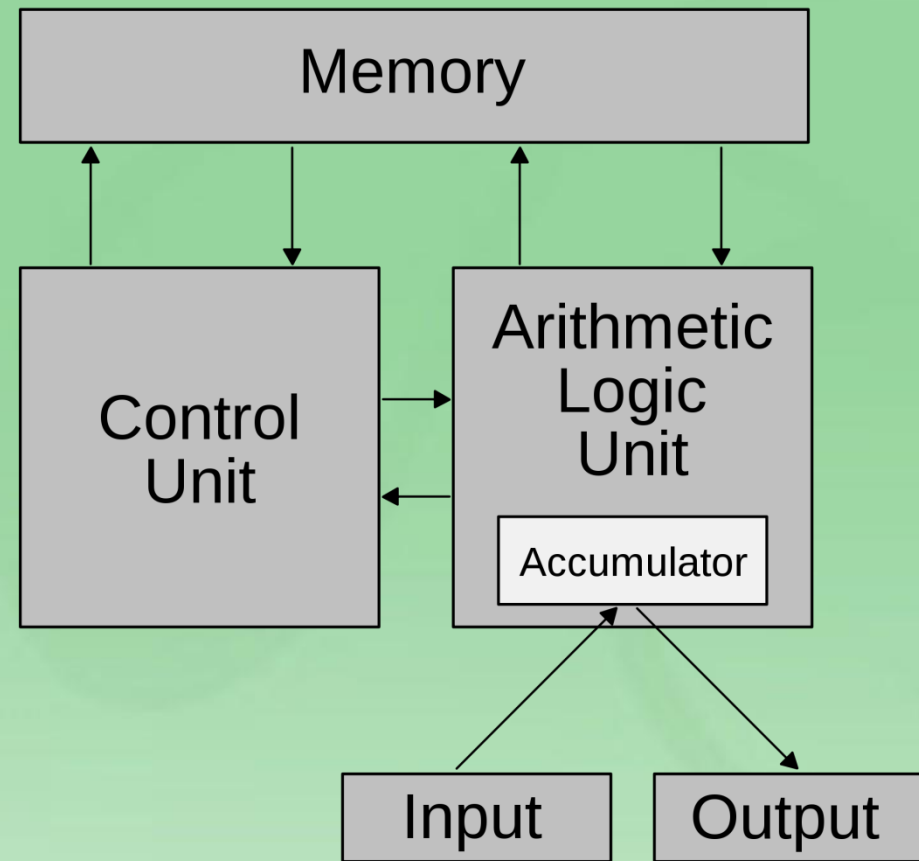 Memory
Control
Unit
Arithmetic
Logic
Unit
Accumulator
Input
Output